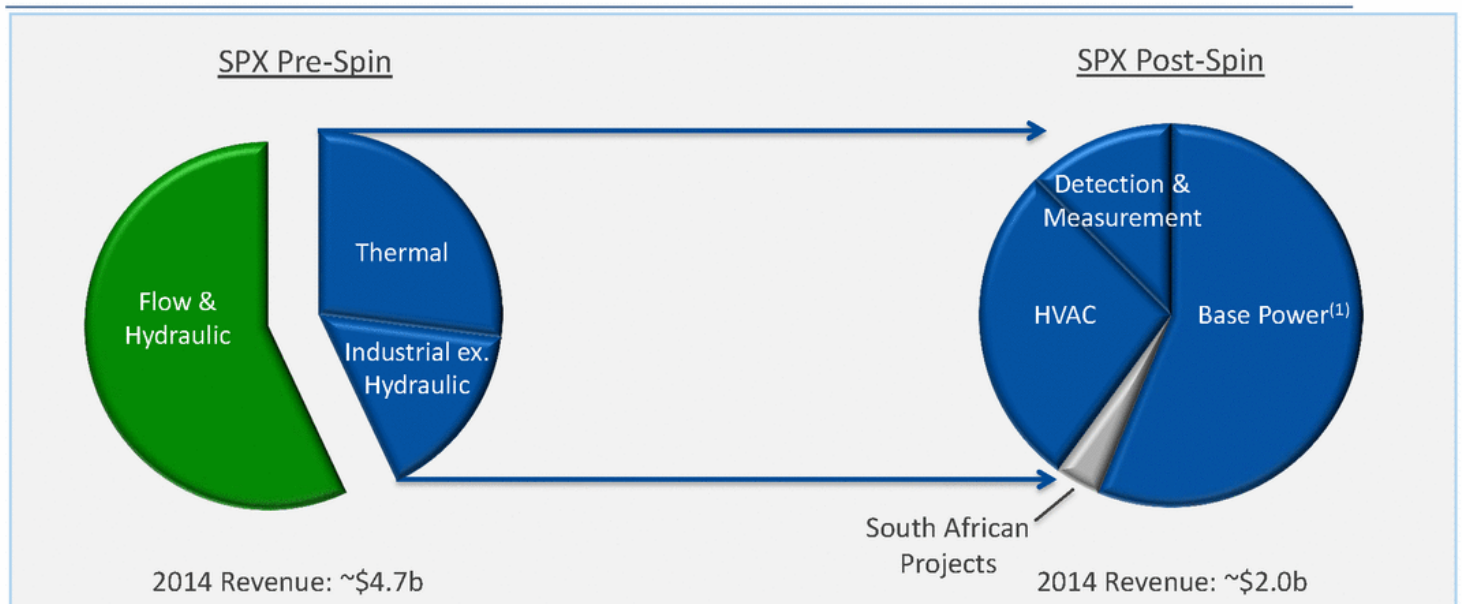 SPX Pre-Spin
Flow &
Hydraulic
Thermal
Industrial ex.
Hydraulic
2014 Revenue: ~$4.7b
SPX Post-Spin
Detection &
Measurement
HVAC
Base Power(1)
South African
Projects
2014 Revenue: ~$2.0b